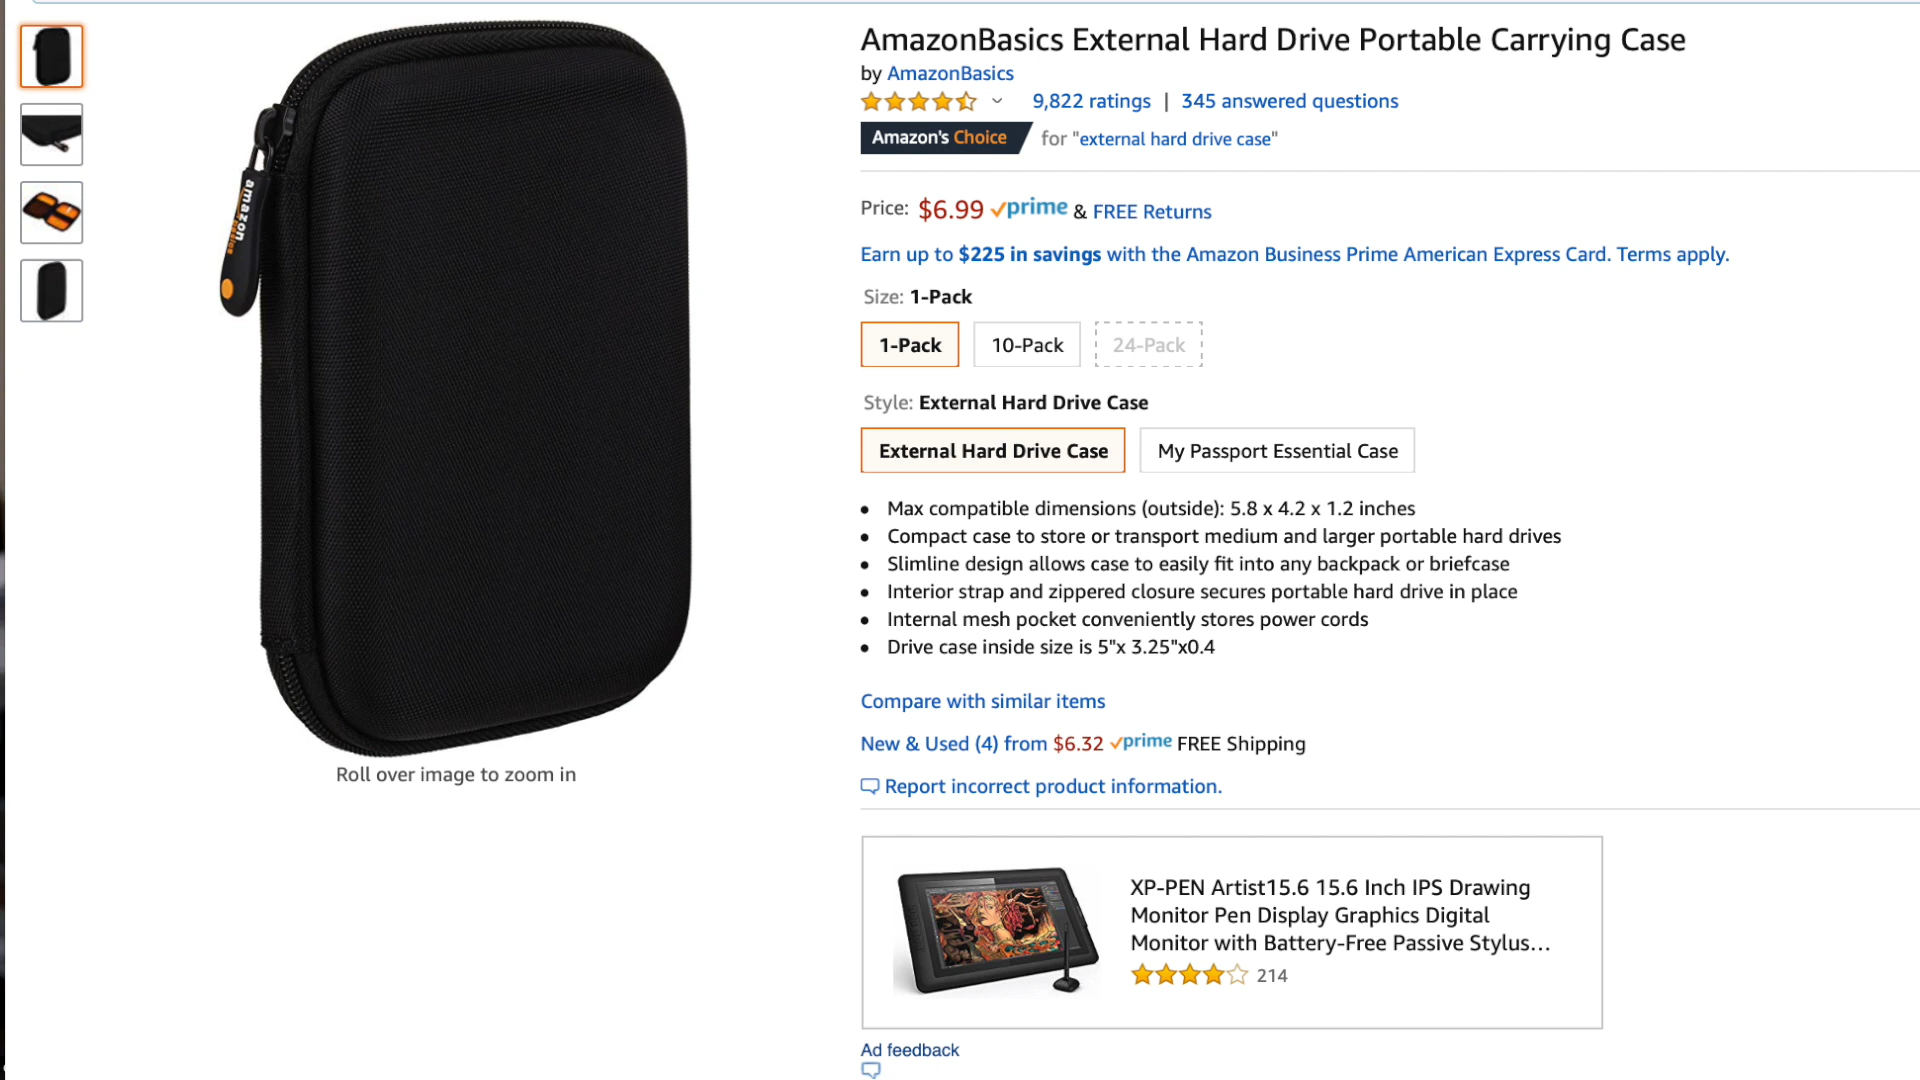 AmazonBasics External Hard Drive Portable Carrying Case
by AmazonBasics
9,822 ratings | 345 answered questions
Amazon's Choice for "external hard drive case"
Price: $6.99 prime & FREE Returns
Earn up to $225 in savings with the Amazon Business Prime American Express Card. Terms apply.
Size: 1-Pack
1-Pack 10-Pack 24-Pack
Style: External Hard Drive Case
External Hard Drive Case My Passport Essential Case
• Max compatible dimensions (outside): 5.8 x 4.2 x 1.2 inches
• Compact case to store or transport medium and larger portable hard drives
• Slimline design allows case to easily fit into any backpack or briefcase
• Interior strap and zippered closure secures portable hard drive in place
• Internal mesh pocket conveniently stores power cords
• Drive case inside size is 5"x 3.25"x0.4
Compare with similar items
New & Used (4) from $6.32 prime FREE Shipping
Report incorrect product information.
amazon
basics
Roll over image to zoom in
XP-PEN Artist15.6 15.6 Inch IPS Drawing
Monitor Pen Display Graphics Digital
Monitor with Battery-Free Passive Stylus…
214
Ad feedback